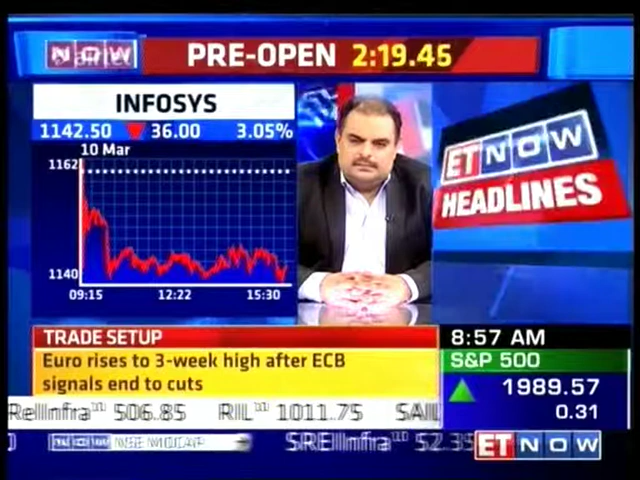 NOW
PRE-OPEN 2:19.45
INFOSYS
1142.50 36.00 3.05%
10 Mar
1162
1140
09:15 12:22 15:30
ET NOW
HEADLINES
TRADE SETUP
Euro rises to 3-week high after ECB
signals end to cuts
8:57 AM
S&P 500
1989.57
0.31
RelInfra 506.85 RIL 1011.75 SAIL
NSE MIDCAP SREIInfra 52.35
ET NOW